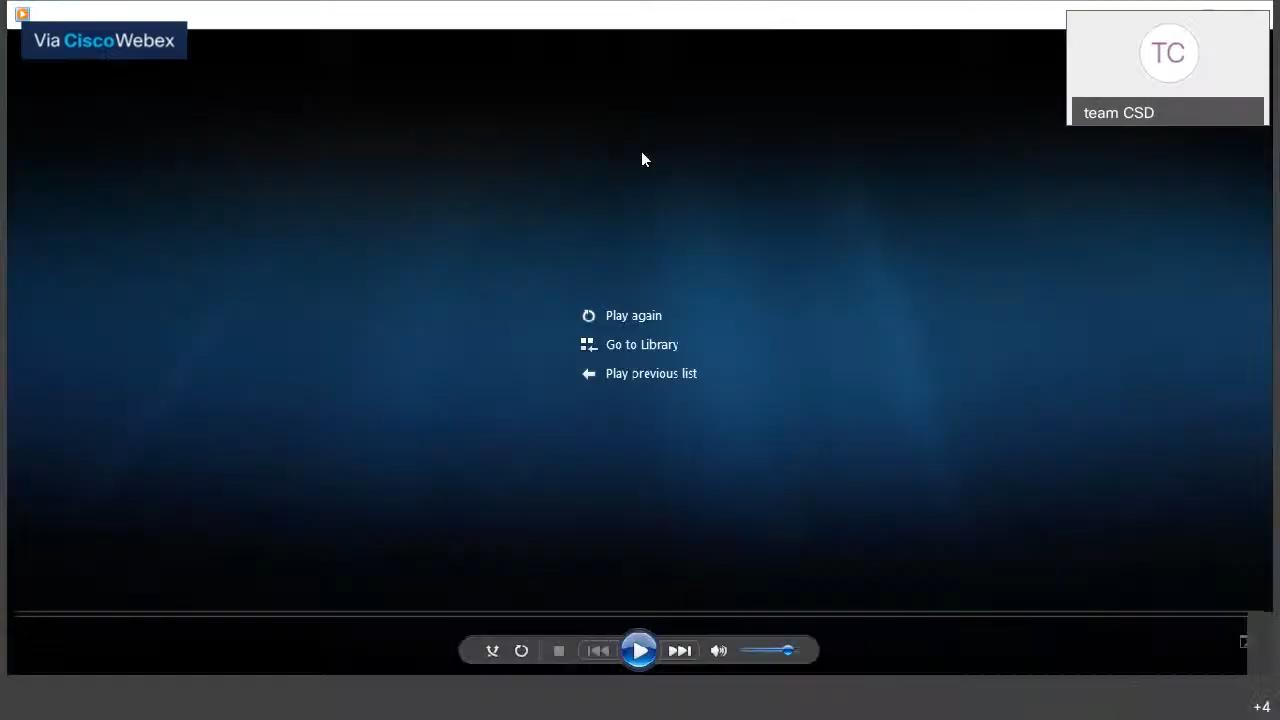 Via CiscoWebex
TC
team CSD
Play again
Go to Library
Play previous list
+4